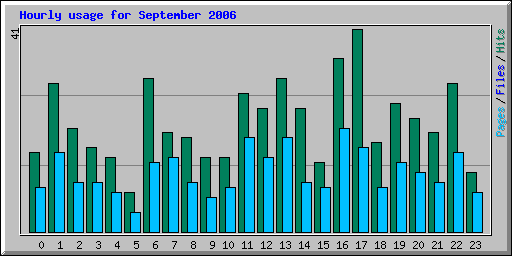 Hourly usage for September 2006
41
Pages/Files/Hits
0 1 2 3 4 5 6 7 8 9 10 11 12 13 14 15 16 17 18 19 20 21 22 23